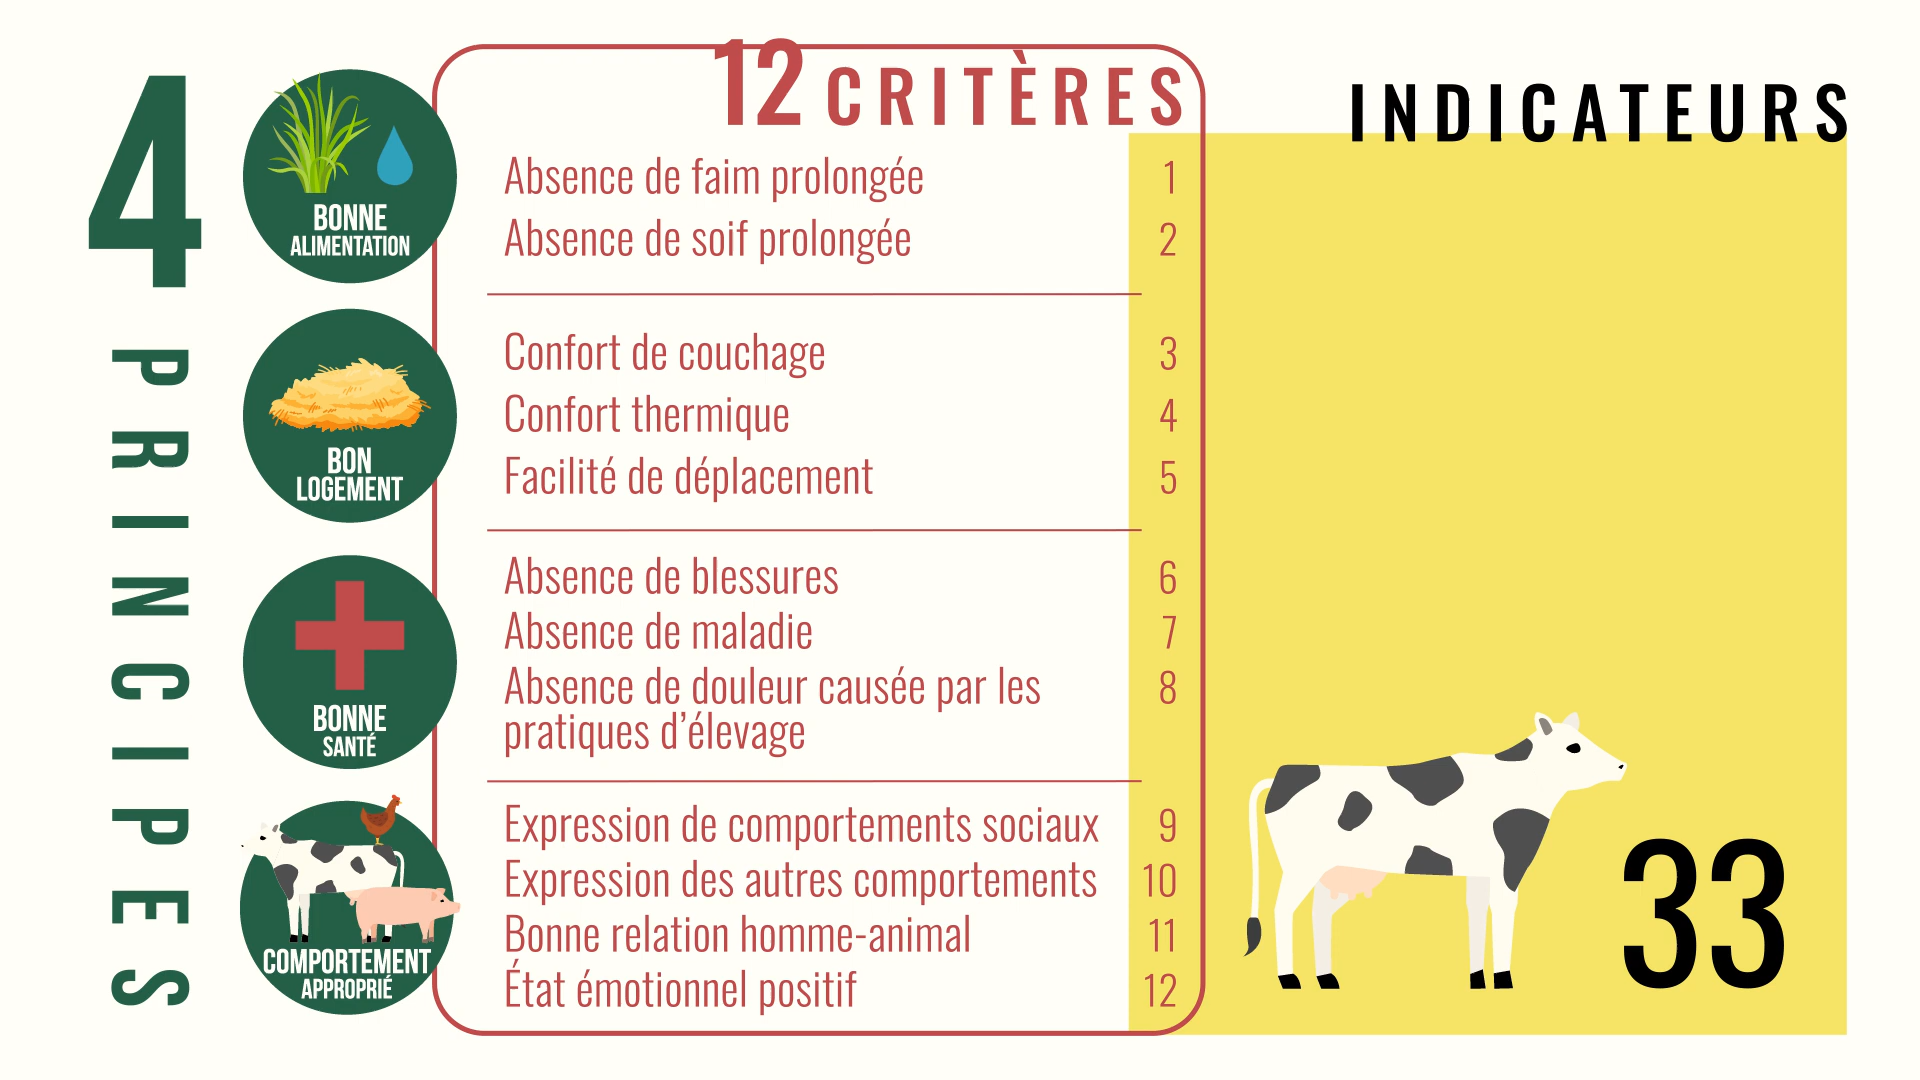 4 PRINCIPES
12 CRITÈRES
INDICATEURS
BONNE
ALIMENTATION
Absence de faim prolongée 1
Absence de soif prolongée 2
BON
LOGEMENT
Confort de couchage 3
Confort thermique 4
Facilité de déplacement 5
BONNE
SANTÉ
Absence de blessures 6
Absence de maladie 7
Absence de douleur causée par les 8
pratiques d’élevage
COMPORTEMENT
APPROPRIÉ
Expression de comportements sociaux 9
Expression des autres comportements 10
Bonne relation homme-animal 11
État émotionnel positif 12
33